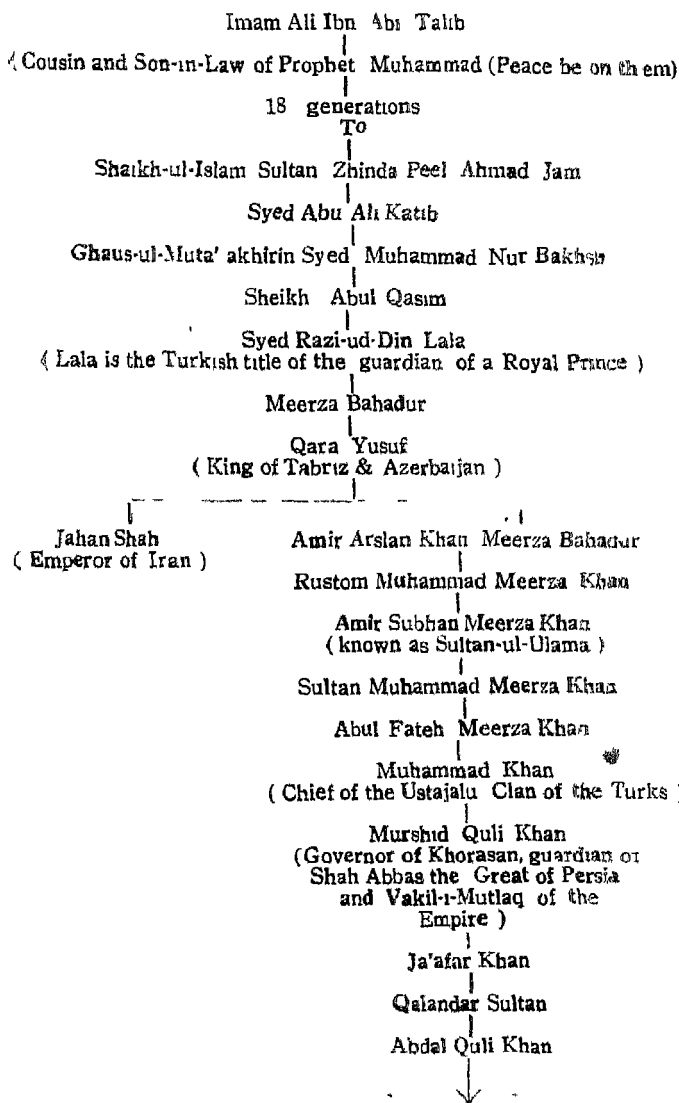 Imam Ali Ibn Abi Talib
( Cousin and Son-in-Law of Prophet Muhammad (Peace be on them)
18 generations
To
Shaikh-ul-Islam Sultan Zhinda Peel Ahmad Jam
Syed Abu Ali Katib
Ghaus-ul-Muta' akhirin Syed Muhammad Nur Bakhsh
Sheikh Abul Qasim
Syed Razi-ud-Din Lala
( Lala is the Turkish title of the guardian of a Royal Prince )
Meerza Bahadur
Qara Yusuf
( King of Tabriz & Azerbaijan )
Jahan Shah
( Emperor of Iran )
Amir Arslan Khan Meerza Bahadur
Rustom Muhammad Meerza Khan
Amir Subhan Meerza Khan
( known as Sultan-ul-Ulama )
Sultan Muhammad Meerza Khan
Abul Fateh Meerza Khan
Muhammad Khan
( Chief of the Ustajalu Clan of the Turks )
Murshid Quli Khan
(Governor of Khorasan, guardian of
Shah Abbas the Great of Persia
and Vakil-i-Mutlaq of the
Empire )
Ja'afar Khan
Qalandar Sultan
Abdal Quli Khan